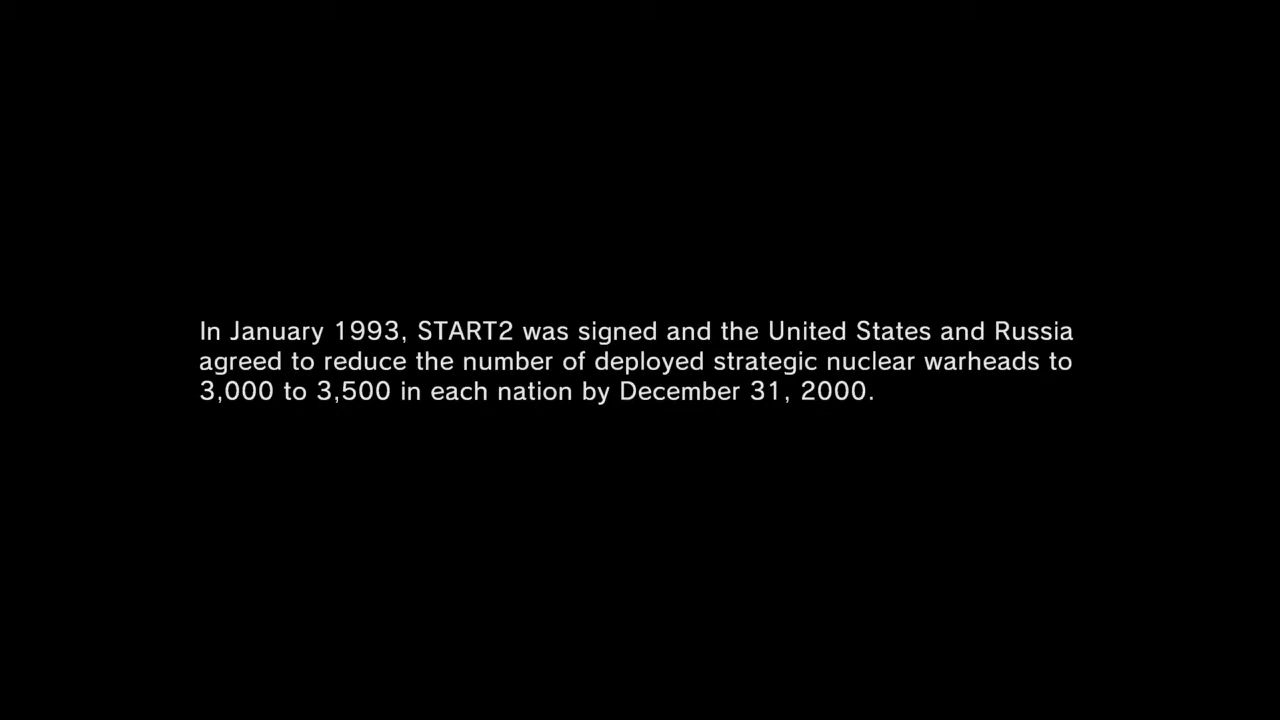 In January 1993, START2 was signed and the United States and Russia
agreed to reduce the number of deployed strategic nuclear warheads to
3,000 to 3,500 in each nation by December 31, 2000.